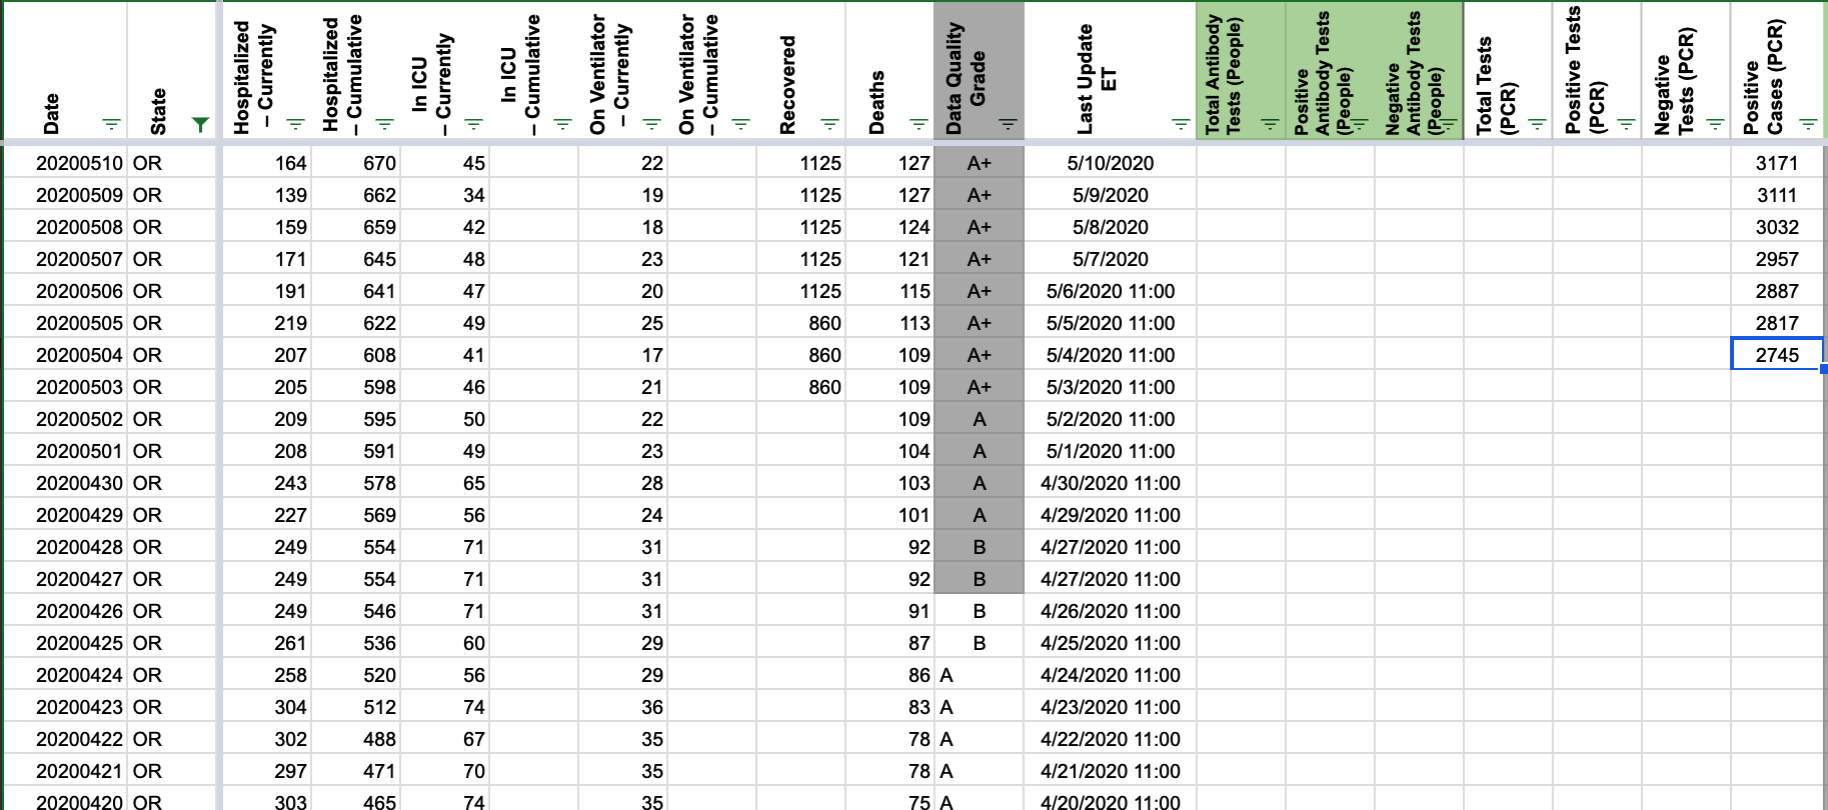 Date State Hospitalized – Currently Hospitalized – Cumulative In ICU – Currently In ICU – Cumulative On Ventilator – Currently On Ventilator – Cumulative Recovered Deaths Data Quality Grade Last Update ET Total Antibody Tests (People) Positive Antibody Tests (People) Negative Antibody Tests (People) Total Tests (PCR) Positive Tests (PCR) Negative Tests (PCR) Positive Cases (PCR)
20200510 OR 164 670 45 22 1125 127 A+ 5/10/2020 3171
20200509 OR 139 662 34 19 1125 127 A+ 5/9/2020 3111
20200508 OR 159 659 42 18 1125 124 A+ 5/8/2020 3032
20200507 OR 171 645 48 23 1125 121 A+ 5/7/2020 2957
20200506 OR 191 641 47 20 1125 115 A+ 5/6/2020 11:00 2887
20200505 OR 219 622 49 25 860 113 A+ 5/5/2020 11:00 2817
20200504 OR 207 608 41 17 860 109 A+ 5/4/2020 11:00 2745
20200503 OR 205 598 46 21 860 109 A+ 5/3/2020 11:00
20200502 OR 209 595 50 22 109 A 5/2/2020 11:00
20200501 OR 208 591 49 23 104 A 5/1/2020 11:00
20200430 OR 243 578 65 28 103 A 4/30/2020 11:00
20200429 OR 227 569 56 24 101 A 4/29/2020 11:00
20200428 OR 249 554 71 31 92 B 4/27/2020 11:00
20200427 OR 249 554 71 31 92 B 4/27/2020 11:00
20200426 OR 249 546 71 31 91 B 4/26/2020 11:00
20200425 OR 261 536 60 29 87 B 4/25/2020 11:00
20200424 OR 258 520 56 29 86 A 4/24/2020 11:00
20200423 OR 304 512 74 36 83 A 4/23/2020 11:00
20200422 OR 302 488 67 35 78 A 4/22/2020 11:00
20200421 OR 297 471 70 35 78 A 4/21/2020 11:00
20200420 OR 303 465 74 35 75 A 4/20/2020 11:00